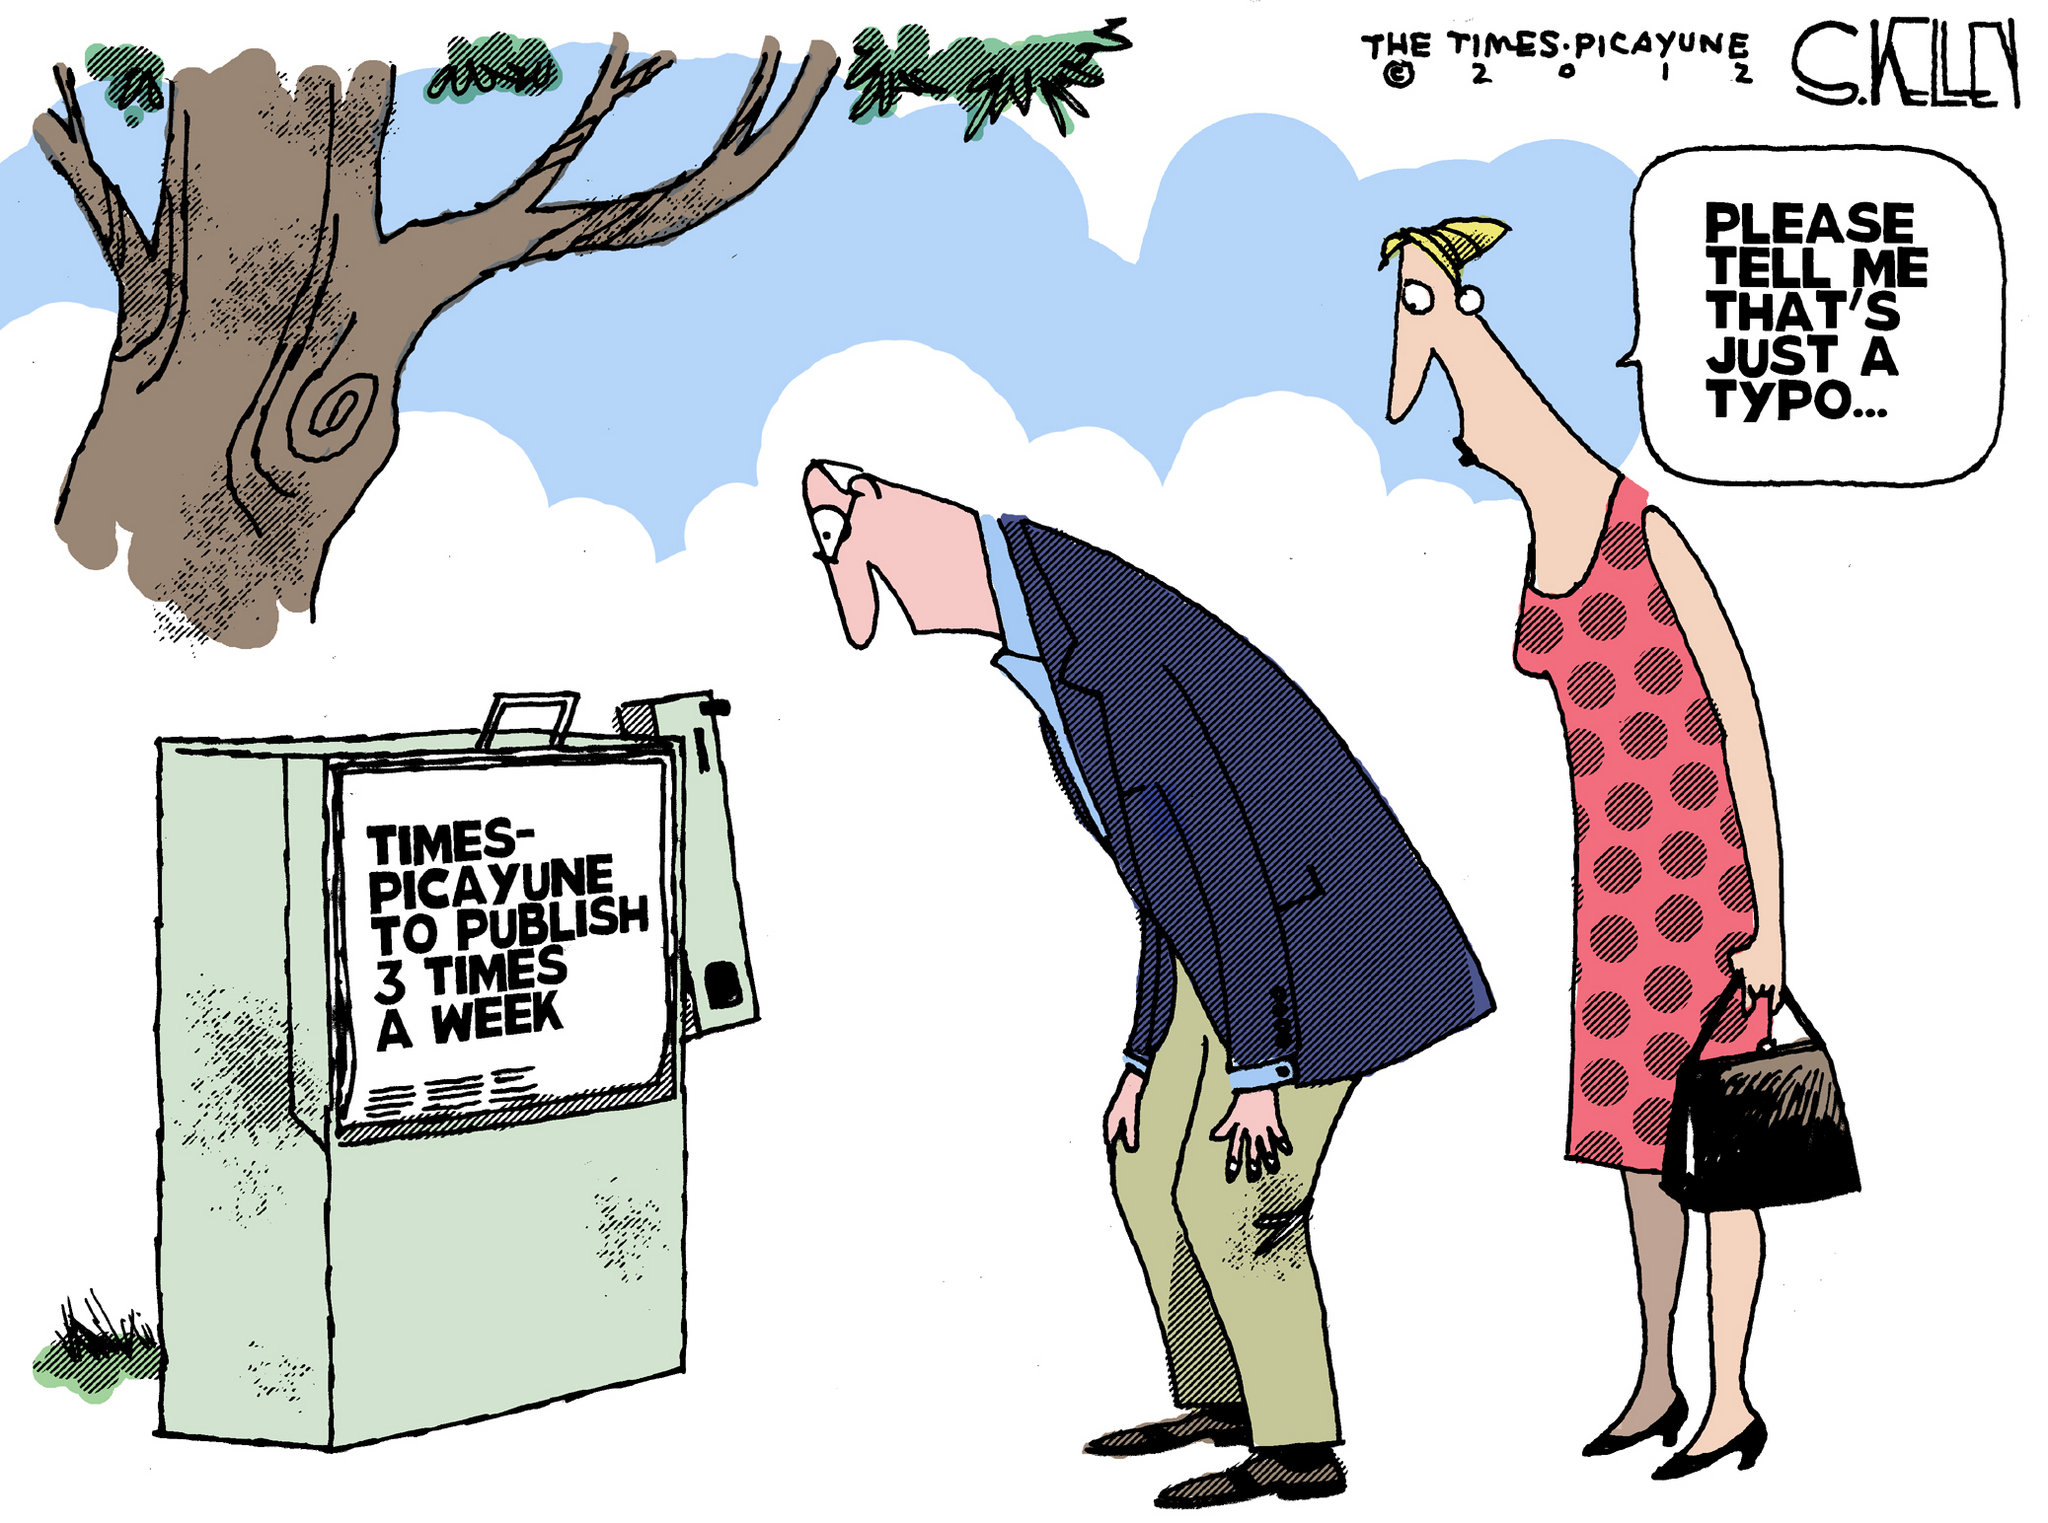 THE TIMES-PICAYUNE
© 2012
S. KELLEY
PLEASE
TELL ME
THAT'S
JUST A
TYPO...
TIMES-
PICAYUNE
TO PUBLISH
3 TIMES
A WEEK